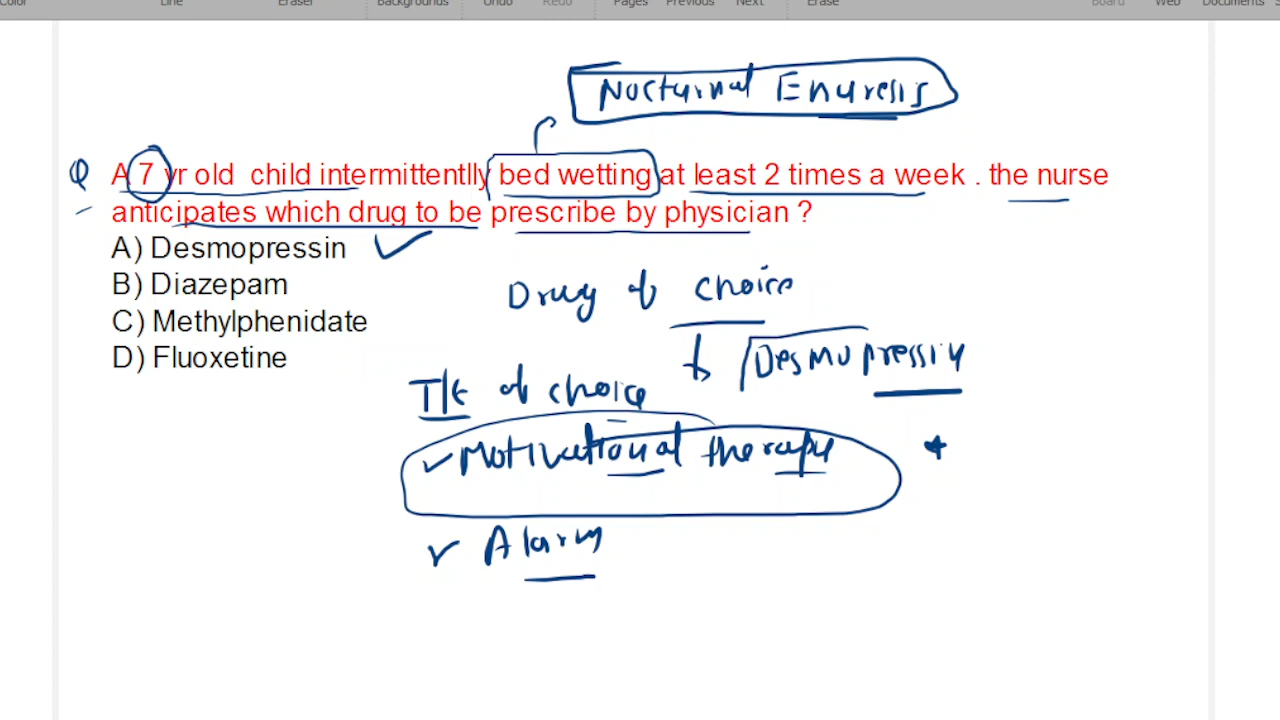 Color Line Eraser Backgrounds Undo Redo Pages Previous Next Erase Board Web Documents
Nocturnal Enuresis
Q A 7 yr old child intermittentlly bed wetting at least 2 times a week . the nurse
anticipates which drug to be prescribe by physician ?
A) Desmopressin
B) Diazepam
C) Methylphenidate
D) Fluoxetine
Drug of choice
Desmopressin
T/t of choice
Motivational therapy
Alarm